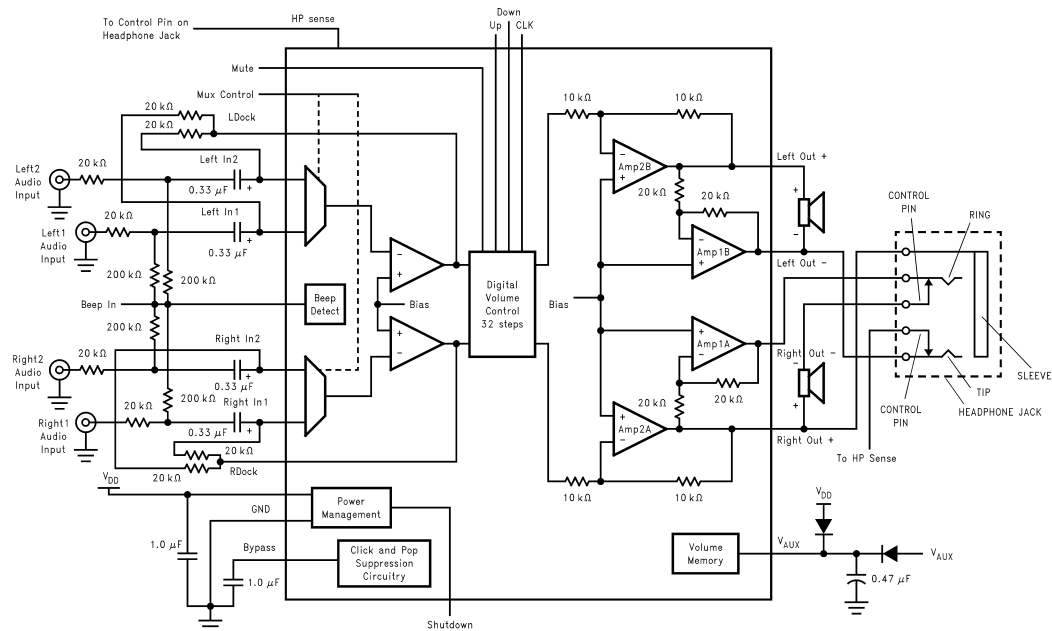 To Control Pin on
Headphone Jack
HP sense
Down
Up
CLK
Mute
Mux Control
20 kΩ
LDock
20 kΩ
10 kΩ
10 kΩ
Left2
Audio
Input
20 kΩ
Left In2
0.33 µF
+
Amp2B
−
+
Left Out +
20 kΩ
20 kΩ
+
−
CONTROL
PIN
RING
Left1
Audio
Input
20 kΩ
Left In1
0.33 µF
+
−
+
Amp1B
−
+
Left Out -
200 kΩ
200 kΩ
Beep In
Beep
Detect
Bias
Digital
Volume
Control
32 steps
Bias
200 kΩ
Right In2
+
−
+
−
Amp1A
Right Out -
−
+
SLEEVE
Right2
Audio
Input
20 kΩ
0.33 µF
+
20 kΩ
20 kΩ
TIP
HEADPHONE JACK
CONTROL
PIN
200 kΩ
Right In1
Right1
Audio
Input
20 kΩ
0.33 µF
+
+
−
Amp2A
Right Out +
To HP Sense
20 kΩ
RDock
20 kΩ
10 kΩ
10 kΩ
VDD
Power
Management
GND
1.0 µF
Bypass
Click and Pop
Suppression
Circuitry
1.0 µF
Volume
Memory
VDD
VAUX
VAUX
0.47 µF
Shutdown